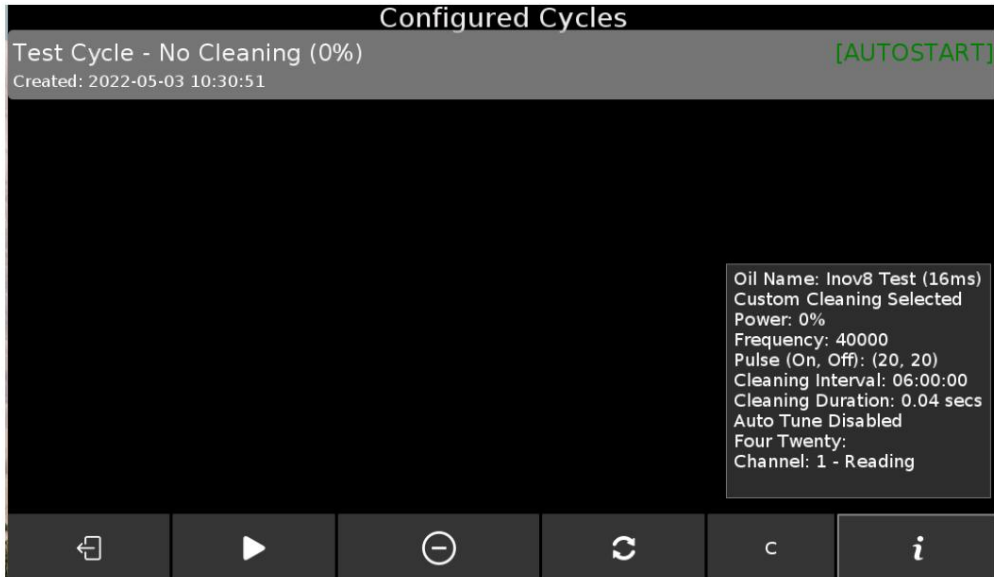 Configured Cycles
Test Cycle - No Cleaning (0%)
[AUTOSTART]
Created: 2022-05-03 10:30:51
Oil Name: Inov8 Test (16ms)
Custom Cleaning Selected
Power: 0%
Frequency: 40000
Pulse (On, Off): (20, 20)
Cleaning Interval: 06:00:00
Cleaning Duration: 0.04 secs
Auto Tune Disabled
Four Twenty:
Channel: 1 - Reading
C
i